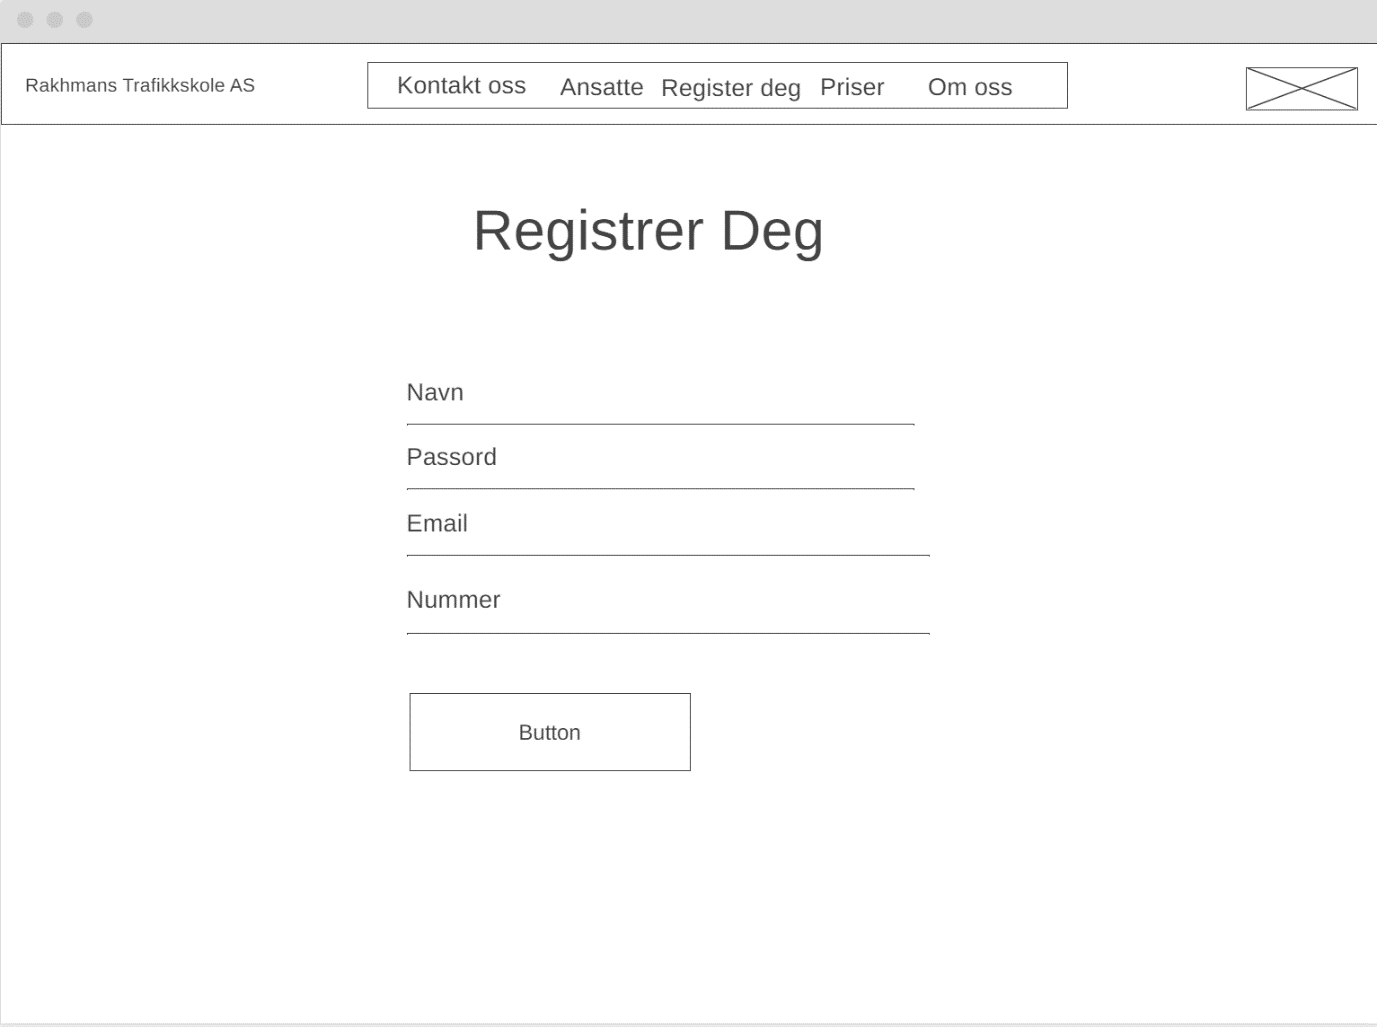 Rakhmans Trafikkskole AS
Kontakt oss Ansatte Register deg Priser Om oss
Registrer Deg
Navn
Passord
Email
Nummer
Button